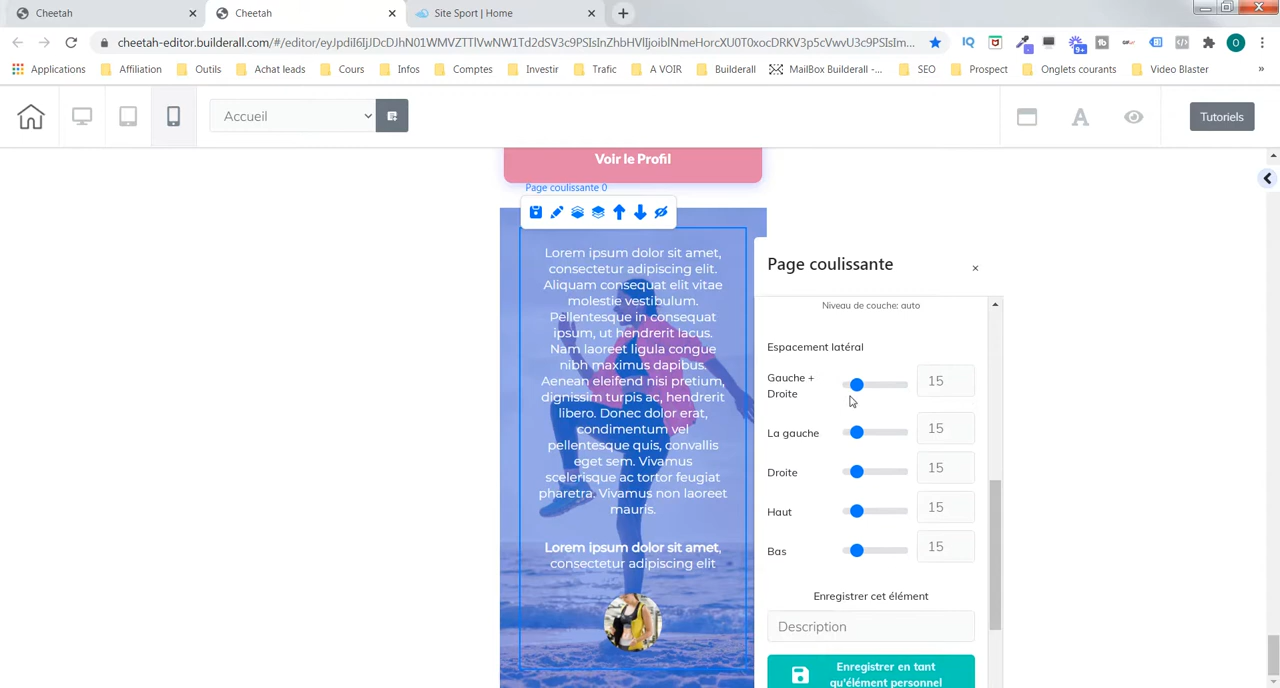 Cheetah
Cheetah
Site Sport | Home
cheetah-editor.builderall.com/#/editor/eyJpdiI6IjJDSDJhN01WMVZTTlVwNW1Td3JSV3c9PSIsInZhbHVlIjoiblNmeHorcXU0T0xocDRKV3p5cVwvU3c9PSIsIm...
Applications
Affiliation
Outils
Achat leads
Cours
Infos
Comptes
Investir
Trafic
A VOIR
Builderall
MailBox Builderall -...
SEO
Prospect
Onglets courants
Video Blaster
»
Accueil
Tutoriels
Voir le Profil
Page coulissante 0
Lorem ipsum dolor sit amet,
consectetur adipiscing elit.
Aliquam consequat elit vitae
molestie vestibulum.
Pellentesque in consequat
ipsum, ut hendrerit lacus.
Nam laoreet ligula congue
nibh maximus dapibus.
Aenean eleifend nisi pretium,
dignissim turpis ac, hendrerit
libero. Donec dolor erat,
condimentum vel
pellentesque quis, convallis
eget sem. Vivamus
scelerisque ac tortor feugiat
pharetra. Vivamus non laoreet
mauris.
Lorem ipsum dolor sit amet,
consectetur adipiscing elit
Page coulissante
×
Niveau de couche: auto
Espacement latéral
Gauche +
Droite
15
La gauche
15
Droite
15
Haut
15
Bas
15
Enregistrer cet élément
Description
Enregistrer en tant
qu'élément personnel